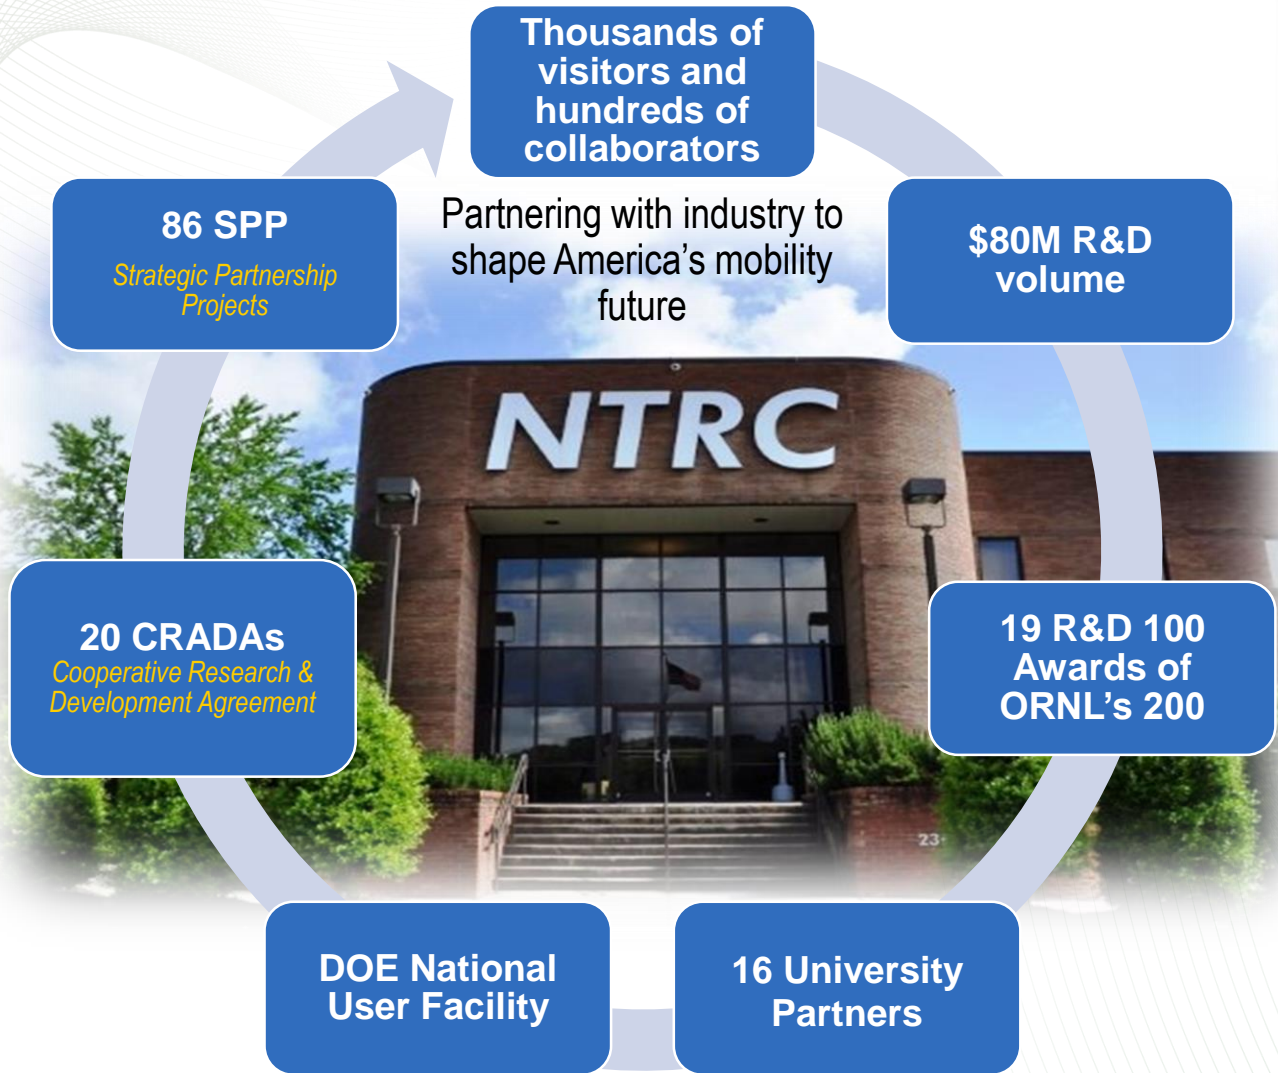 Thousands of
visitors and
hundreds of
collaborators
Partnering with industry to
shape America's mobility
future
$80M R&D
volume
19 R&D 100
Awards of
ORNL's 200
16 University
Partners
DOE National
User Facility
20 CRADAs
Cooperative Research &
Development Agreement
86 SPP
Strategic Partnership
Projects
NTRC